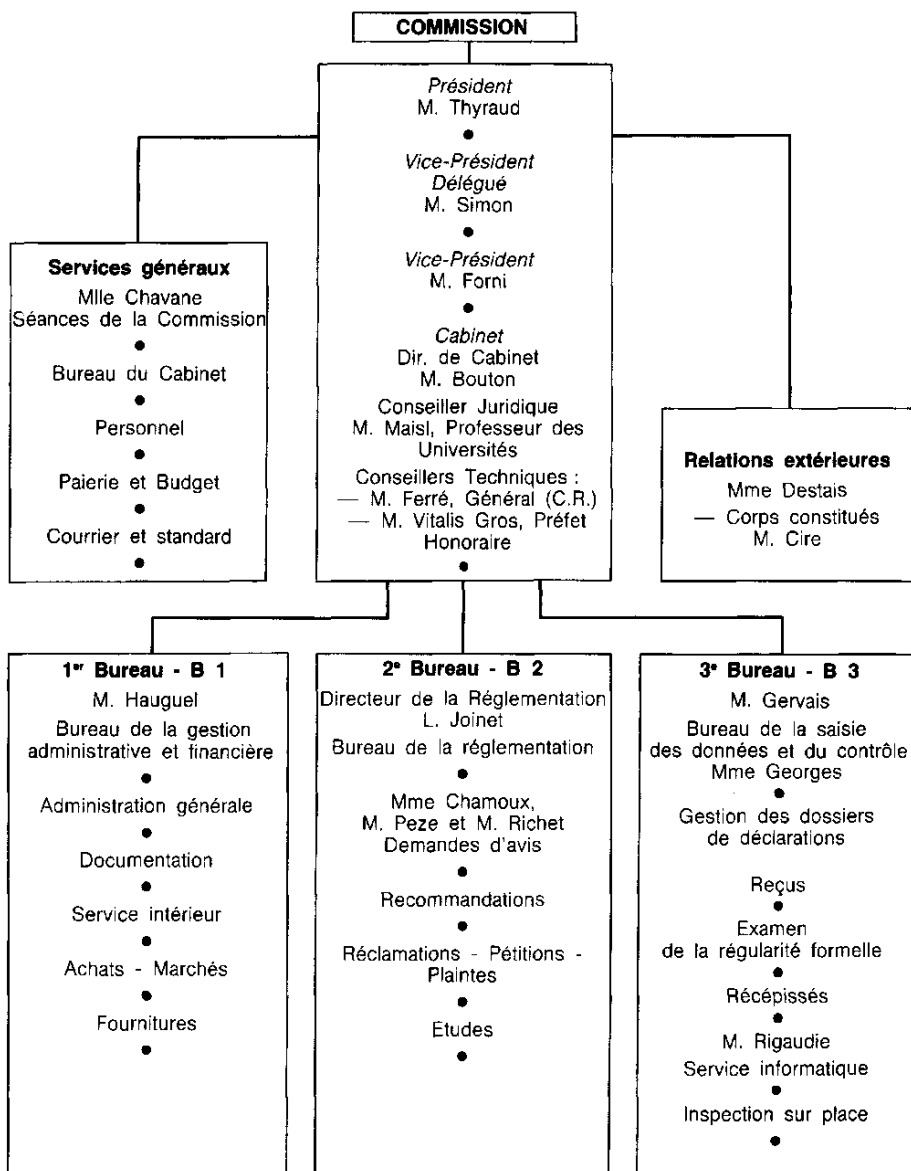 COMMISSION
Président
M. Thyraud
●
Vice-Président
Délégué
M. Simon
●
Vice-Président
M. Forni
●
Cabinet
Dir. de Cabinet
M. Bouton
Conseiller Juridique
M. Maisl, Professeur des
Universités
Conseillers Techniques :
— M. Ferré, Général (C.R.)
— M. Vitalis Gros, Préfet
Honoraire
●
Services généraux
Mlle Chavane
Séances de la Commission
●
Bureau du Cabinet
●
Personnel
●
Paierie et Budget
●
Courrier et standard
●
Relations extérieures
Mme Destais
— Corps constitués
M. Cire
1er Bureau - B 1
M. Hauguel
Bureau de la gestion
administrative et financière
●
Administration générale
●
Documentation
●
Service intérieur
●
Achats - Marchés
●
Fournitures
●
2e Bureau - B 2
Directeur de la Réglementation
L. Joinet
Bureau de la réglementation
●
Mme Chamoux,
M. Peze et M. Richet
Demandes d'avis
●
Recommandations
●
Réclamations - Pétitions -
Plaintes
●
Etudes
●
3e Bureau - B 3
M. Gervais
Bureau de la saisie
des données et du contrôle
Mme Georges
●
Gestion des dossiers
de déclarations
Reçus
●
Examen
de la régularité formelle
●
Récépissés
●
M. Rigaudie
Service informatique
●
Inspection sur place
●